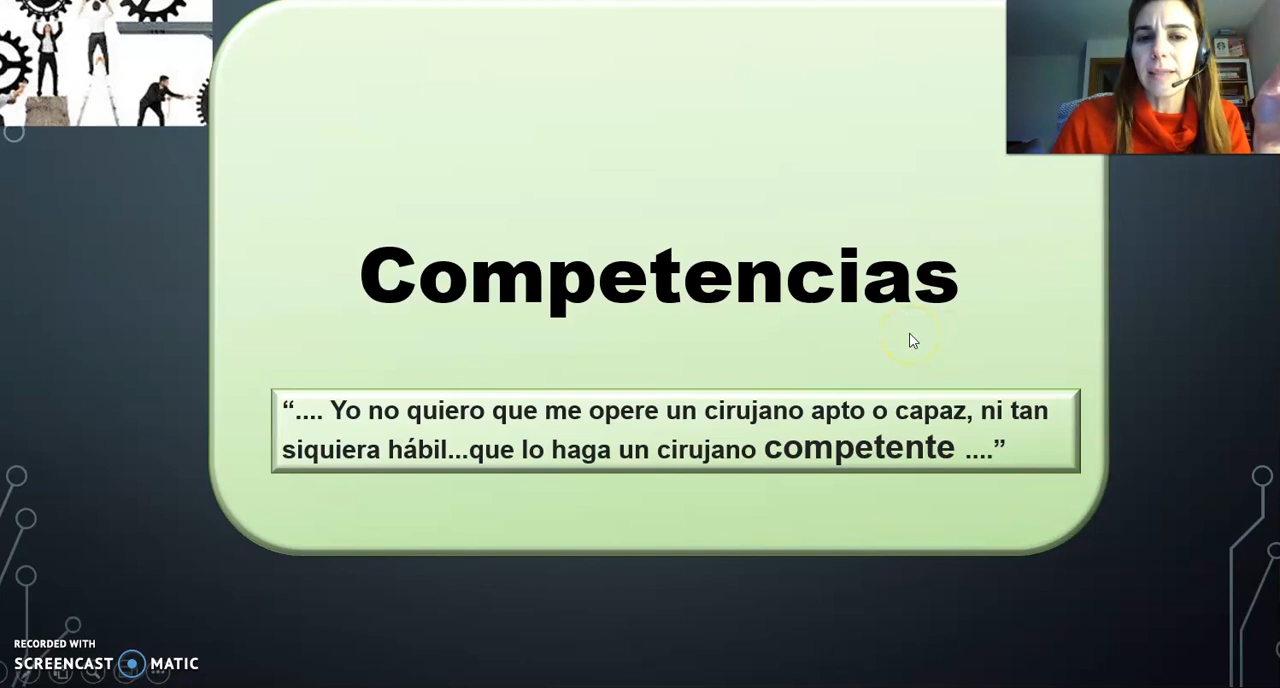 Competencias
“.... Yo no quiero que me opere un cirujano apto o capaz, ni tan
siquiera hábil...que lo haga un cirujano competente ....”
RECORDED WITH
SCREENCAST MATIC